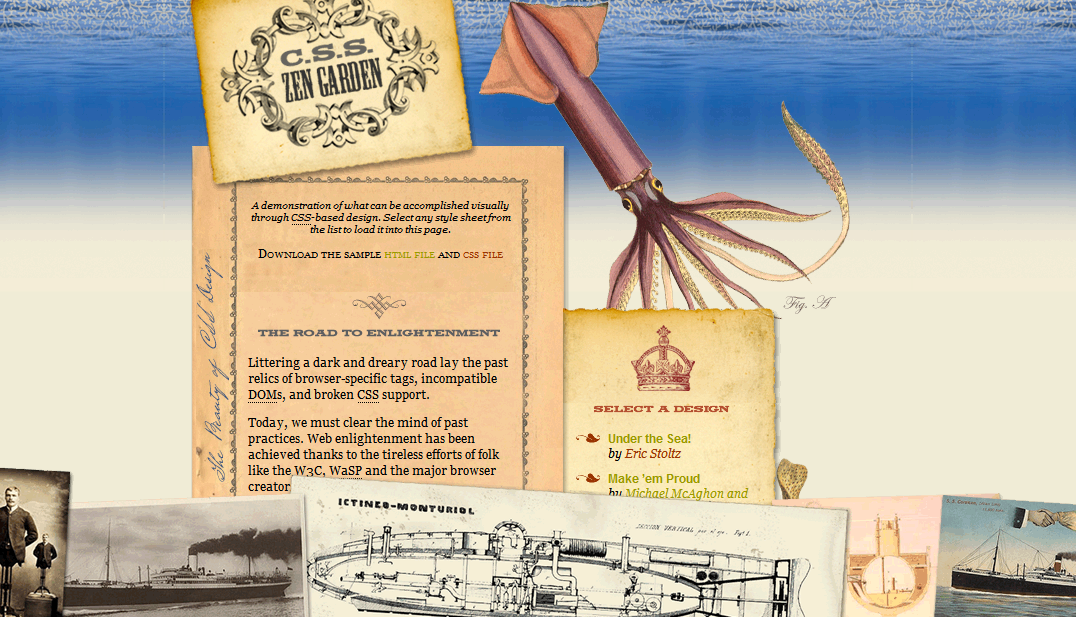 C.S.S.
ZEN GARDEN
A demonstration of what can be accomplished visually
through CSS-based design. Select any style sheet from
the list to load it into this page.
DOWNLOAD THE SAMPLE HTML FILE AND CSS FILE
The Beauty of CSS Design
THE ROAD TO ENLIGHTENMENT
Littering a dark and dreary road lay the past
relics of browser-specific tags, incompatible
DOMs, and broken CSS support.
Today, we must clear the mind of past
practices. Web enlightenment has been
achieved thanks to the tireless efforts of folk
like the W3C, WaSP and the major browser
creator
Fig. A
SELECT A DESIGN
Under the Sea!
by Eric Stoltz
Make 'em Proud
by Michael McAghon and
ICTINEO-MONTURIOL